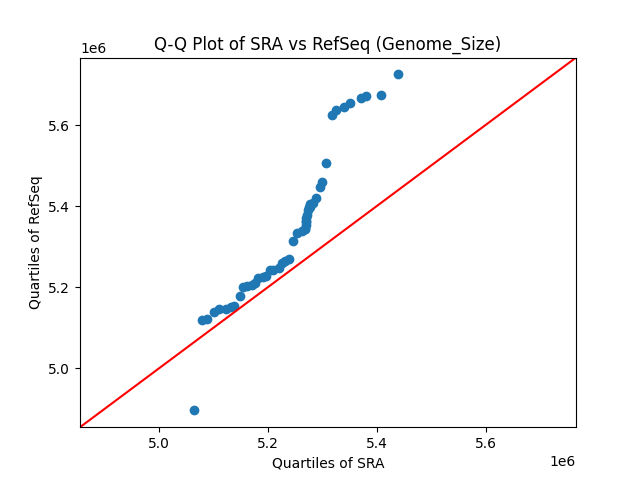 Q-Q Plot of SRA vs RefSeq (Genome_Size)
1e6
5.6
5.4
5.2
5.0
Quartiles of RefSeq
5.0 5.2 5.4 5.6
Quartiles of SRA
1e6